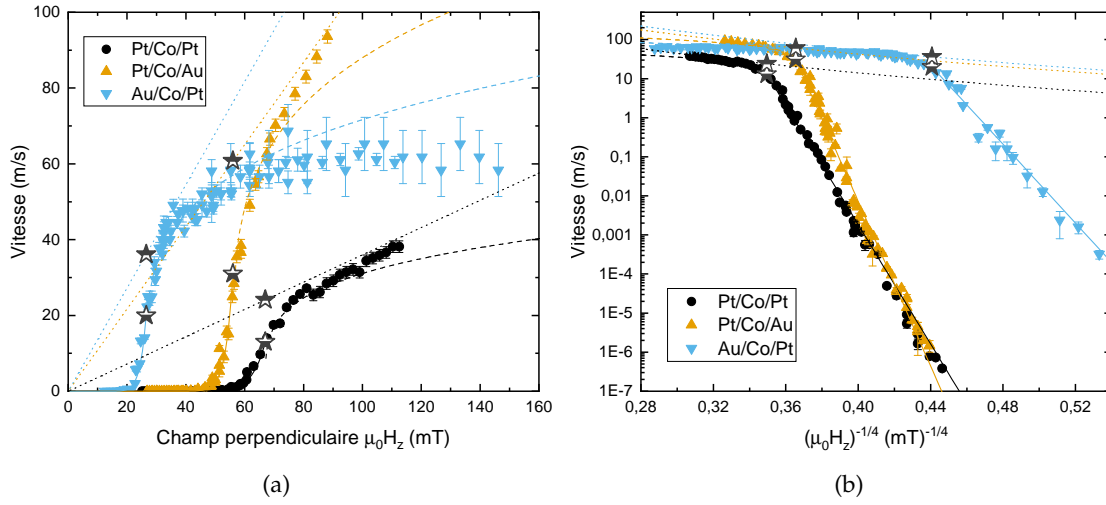 100
80
60
40
20
0
Vitesse (m/s)
Pt/Co/Pt
Pt/Co/Au
Au/Co/Pt
0 20 40 60 80 100 120 140 160
Champ perpendiculaire μ₀H_z (mT)
(a)
100
10
1
0,1
0,01
0,001
1E-4
1E-5
1E-6
1E-7
Vitesse (m/s)
Pt/Co/Pt
Pt/Co/Au
Au/Co/Pt
0,28 0,32 0,36 0,40 0,44 0,48 0,52
(μ₀H_z)^-1/4 (mT)^-1/4
(b)